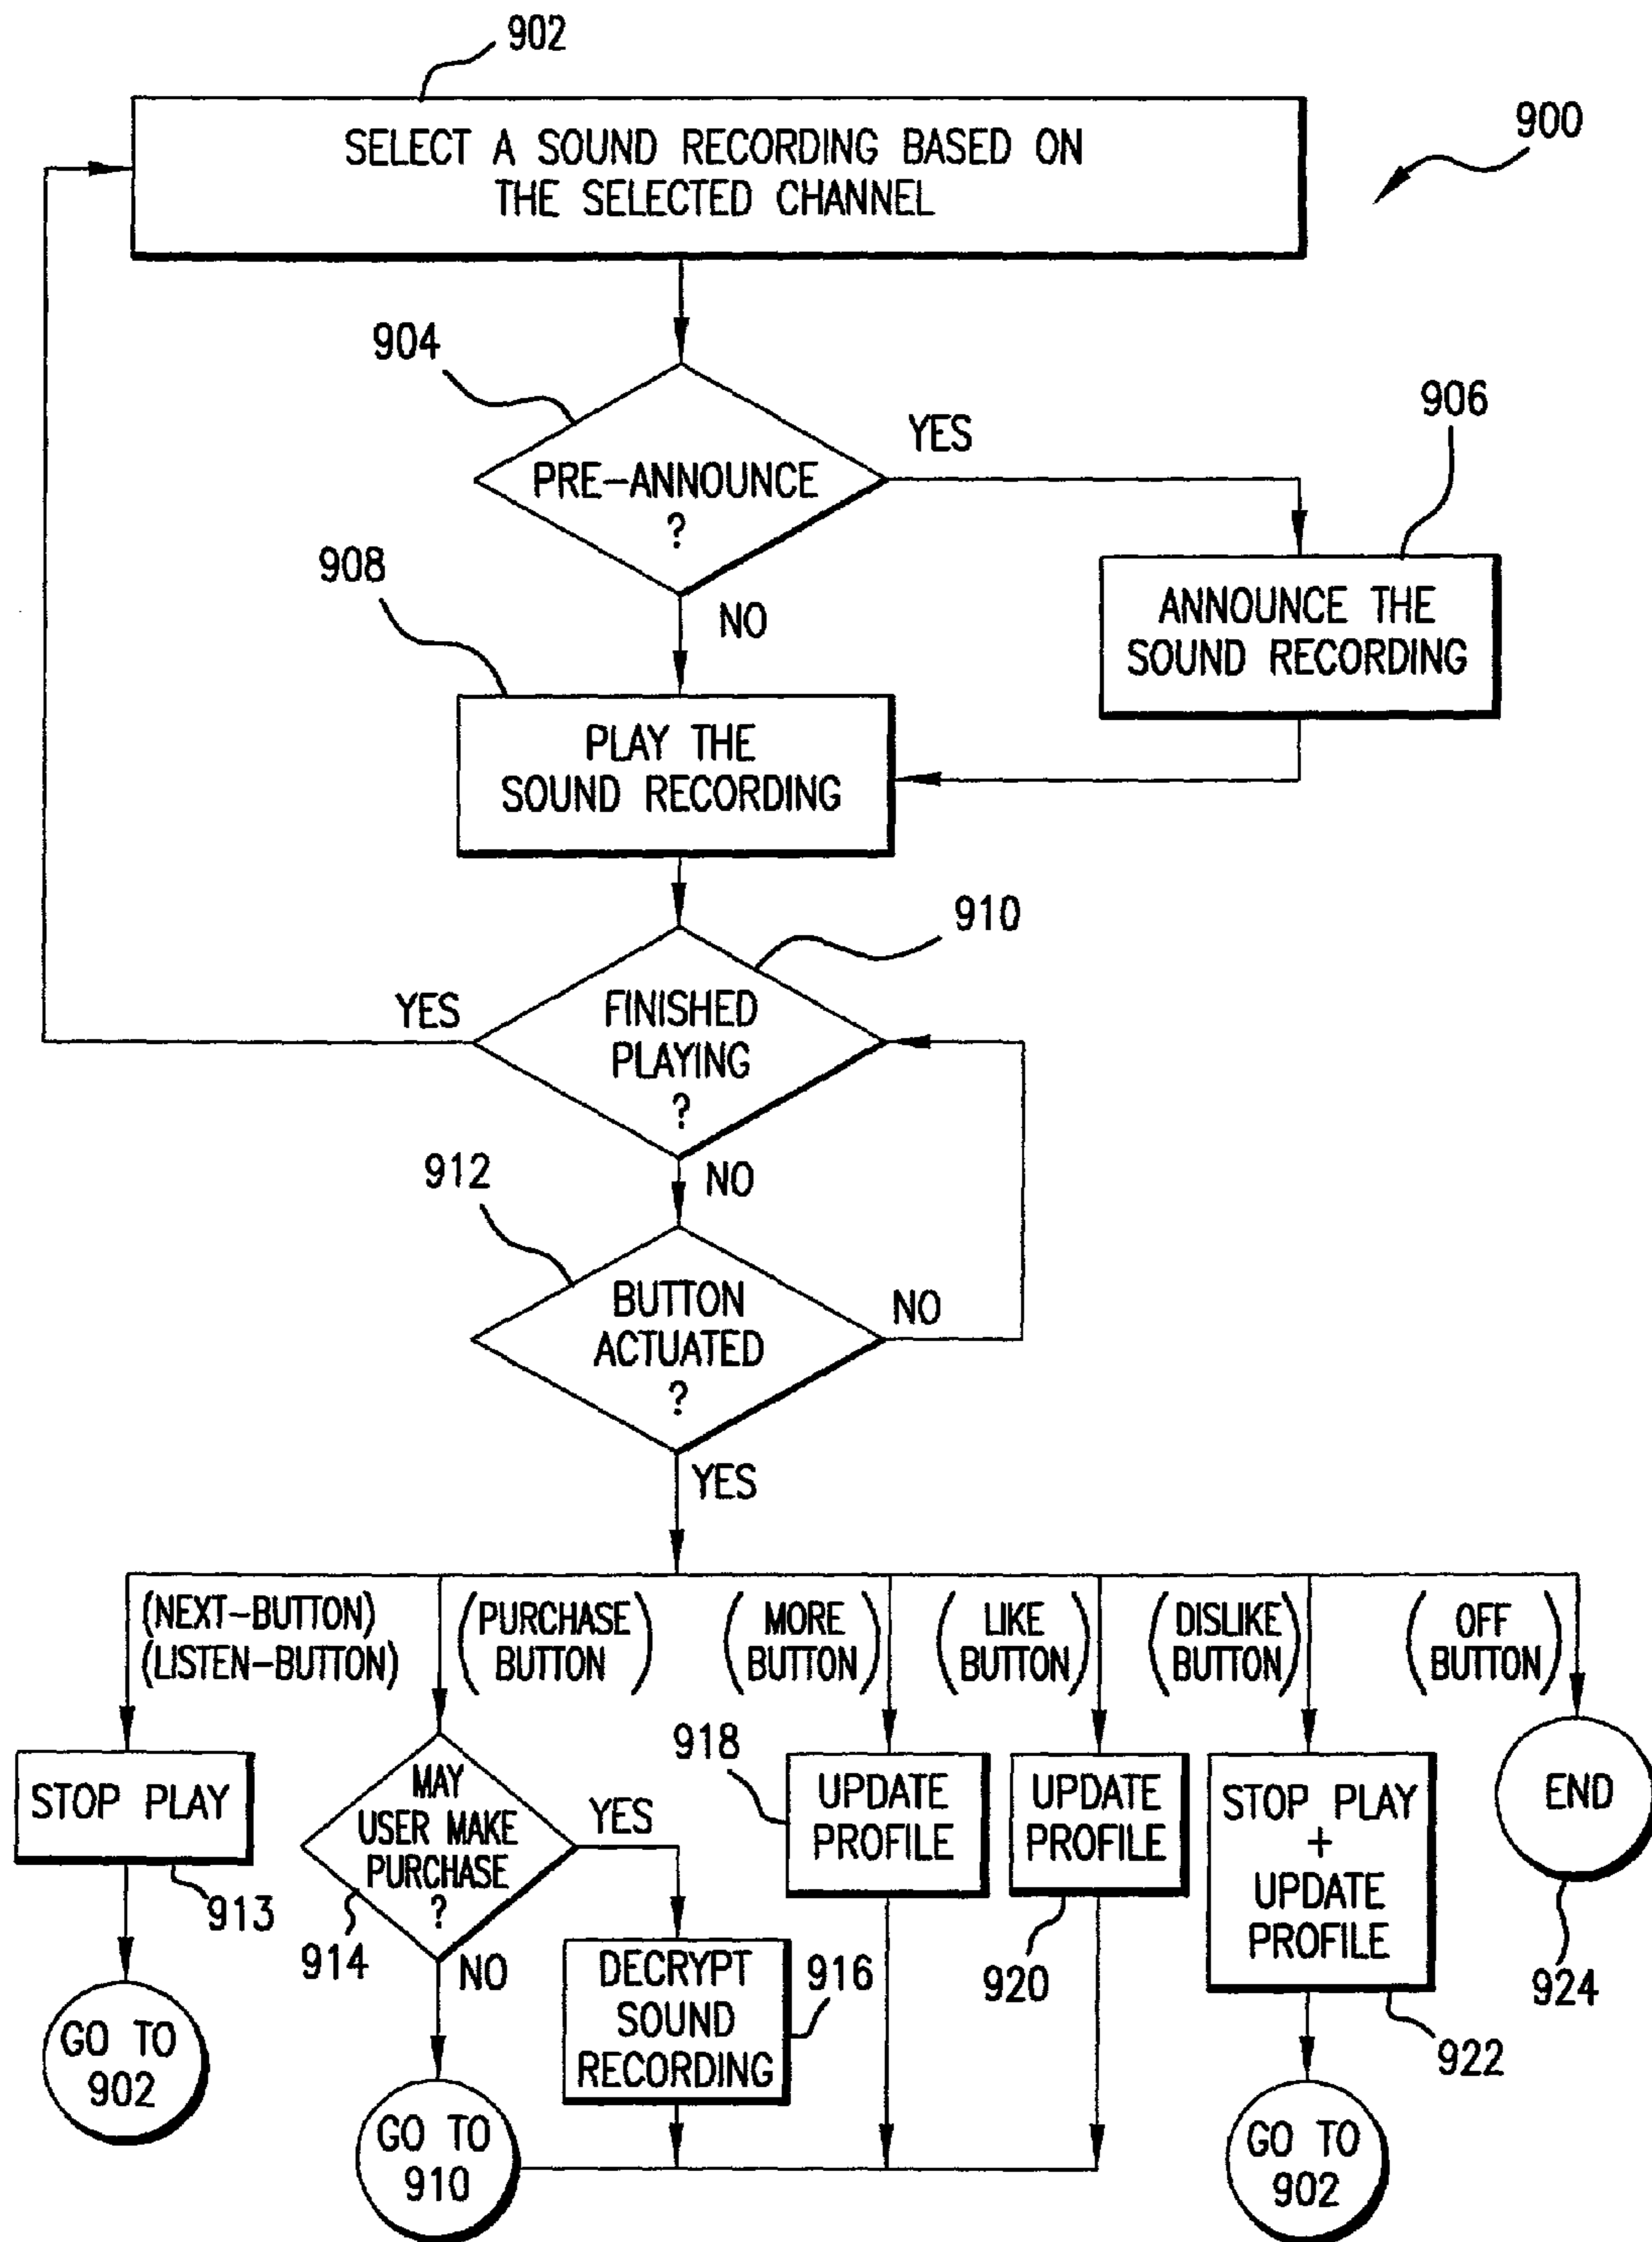 902
900
SELECT A SOUND RECORDING BASED ON
THE SELECTED CHANNEL
904
906
PRE-ANNOUNCE
?
YES
NO
ANNOUNCE THE
SOUND RECORDING
908
PLAY THE
SOUND RECORDING
910
YES
FINISHED
PLAYING
?
NO
912
BUTTON
ACTUATED
?
NO
YES
(NEXT-BUTTON)
(LISTEN-BUTTON)
(PURCHASE
BUTTON)
(MORE
BUTTON)
(LIKE
BUTTON)
(DISLIKE
BUTTON)
(OFF
BUTTON)
STOP PLAY
913
GO TO
902
MAY
USER MAKE
PURCHASE
?
914
YES
NO
DECRYPT
SOUND
RECORDING
916
GO TO
910
918
UPDATE
PROFILE
UPDATE
PROFILE
920
STOP PLAY
+
UPDATE
PROFILE
922
GO TO
902
END
924